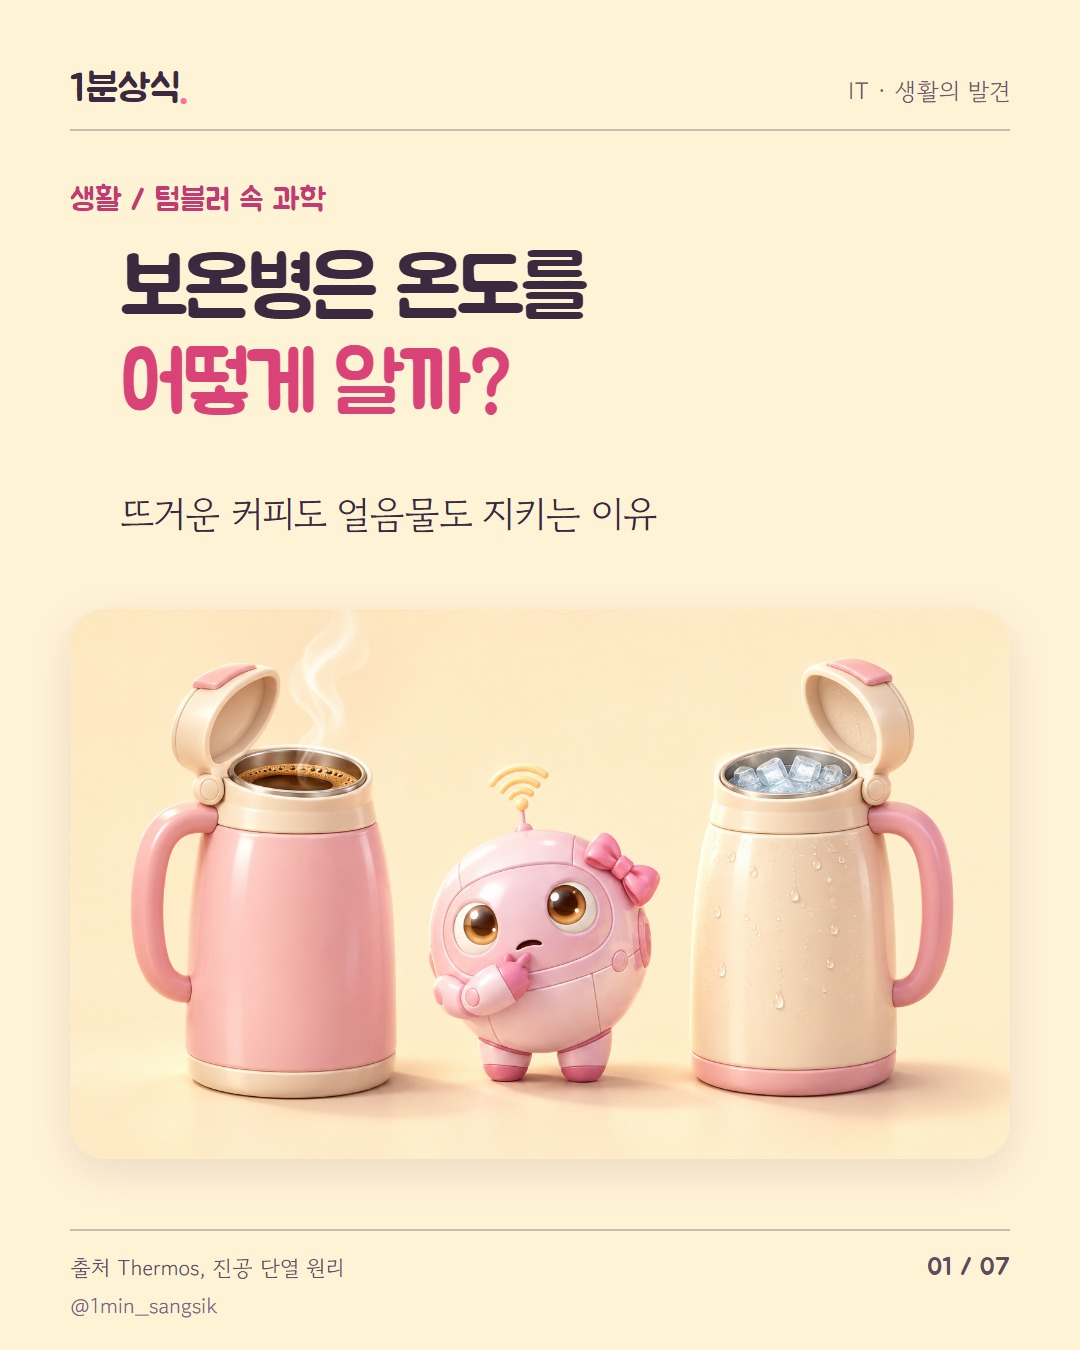 1분상식.
IT · 생활의 발견
생활 / 텀블러 속 과학
보온병은 온도를
어떻게 알까?
뜨거운 커피도 얼음물도 지키는 이유
출처 Thermos, 진공 단열 원리
01 / 07
@1min_sangsik